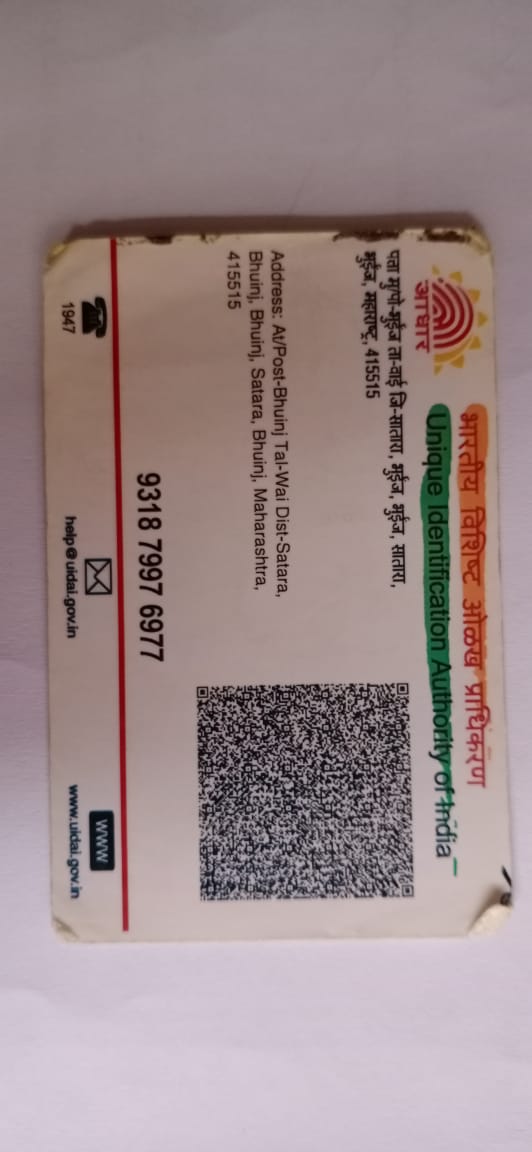 भारतीय विशिष्ट ओळख प्राधिकरण
Unique Identification Authority of India
आधार
पता मु/पो-भुईंज ता-वाई जि-सातारा, भुईंज, भुईंज, सातारा,
भुईंज, महाराष्ट्र, 415515
Address: At/Post-Bhuinj Tal-Wai Dist-Satara,
Bhuinj, Bhuinj, Satara, Bhuinj, Maharashtra,
415515
9318 7997 6977
WWW
1947
help@uidai.gov.in
www.uidai.gov.in